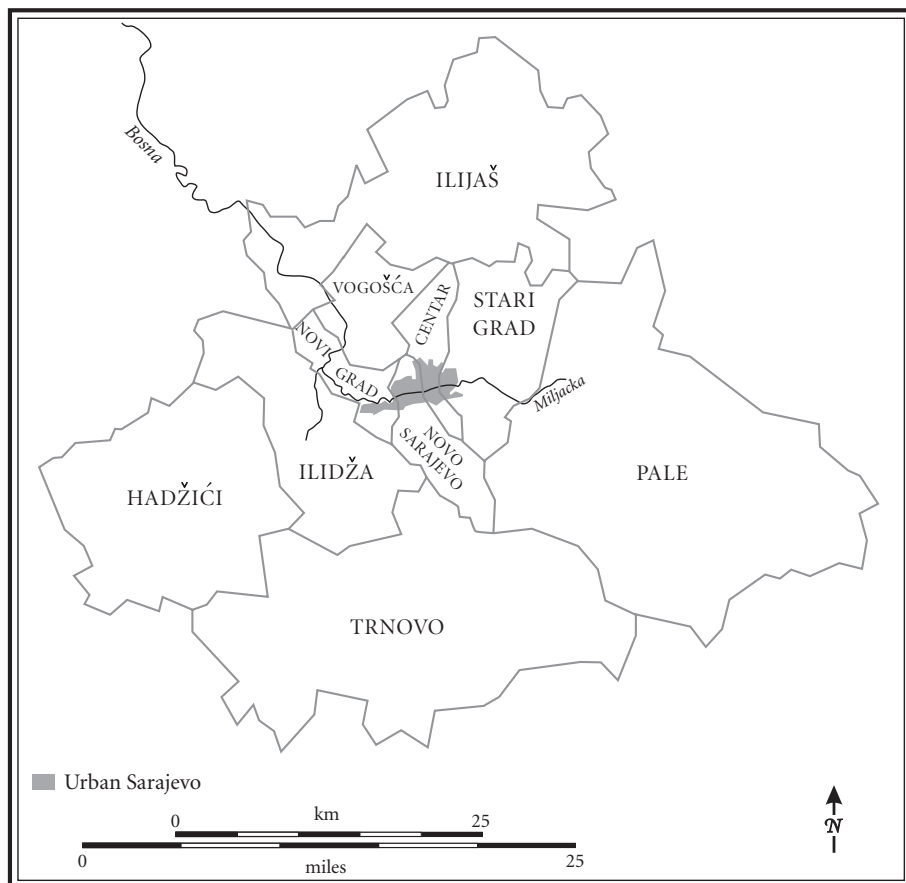 Bosna
ILIJAŠ
VOGOŠĆA
CENTAR
STARI
GRAD
NOVI
GRAD
Miljacka
NOVO
SARAJEVO
ILIDŽA
HADŽIĆI
PALE
TRNOVO
Urban Sarajevo
km
0 25
0 25
miles
N